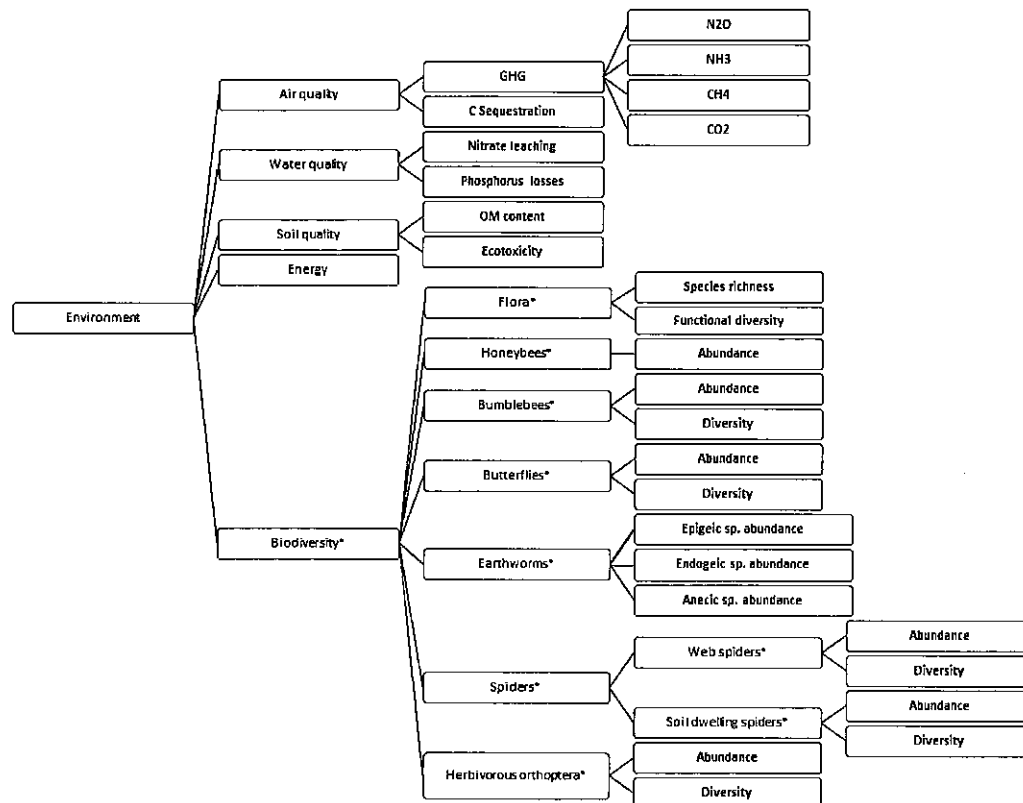 N2O
NH3
GHG
Air quality
CH4
C Sequestration
CO2
Nitrate leaching
Water quality
Phosphorus losses
OM content
Soil quality
Ecotoxicity
Energy
Species richness
Flora*
Environment
Functional diversity
Honeybees*
Abundance
Abundance
Bumblebees*
Diversity
Abundance
Butterflies*
Diversity
Epigeic sp. abundance
Biodiversity*
Earthworms*
Endogeic sp. abundance
Anecic sp. abundance
Abundance
Web spiders*
Diversity
Spiders*
Abundance
Soil dwelling spiders*
Diversity
Abundance
Herbivorous orthoptera*
Diversity